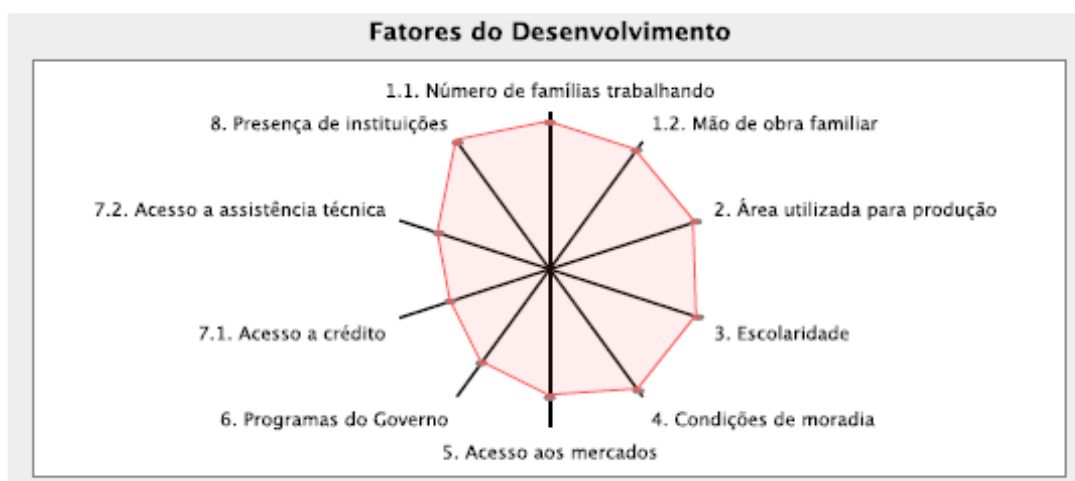 Fatores do Desenvolvimento
1.1. Número de famílias trabalhando
8. Presença de instituições
1.2. Mão de obra familiar
7.2. Acesso a assistência técnica
2. Área utilizada para produção
7.1. Acesso a crédito
3. Escolaridade
6. Programas do Governo
4. Condições de moradia
5. Acesso aos mercados